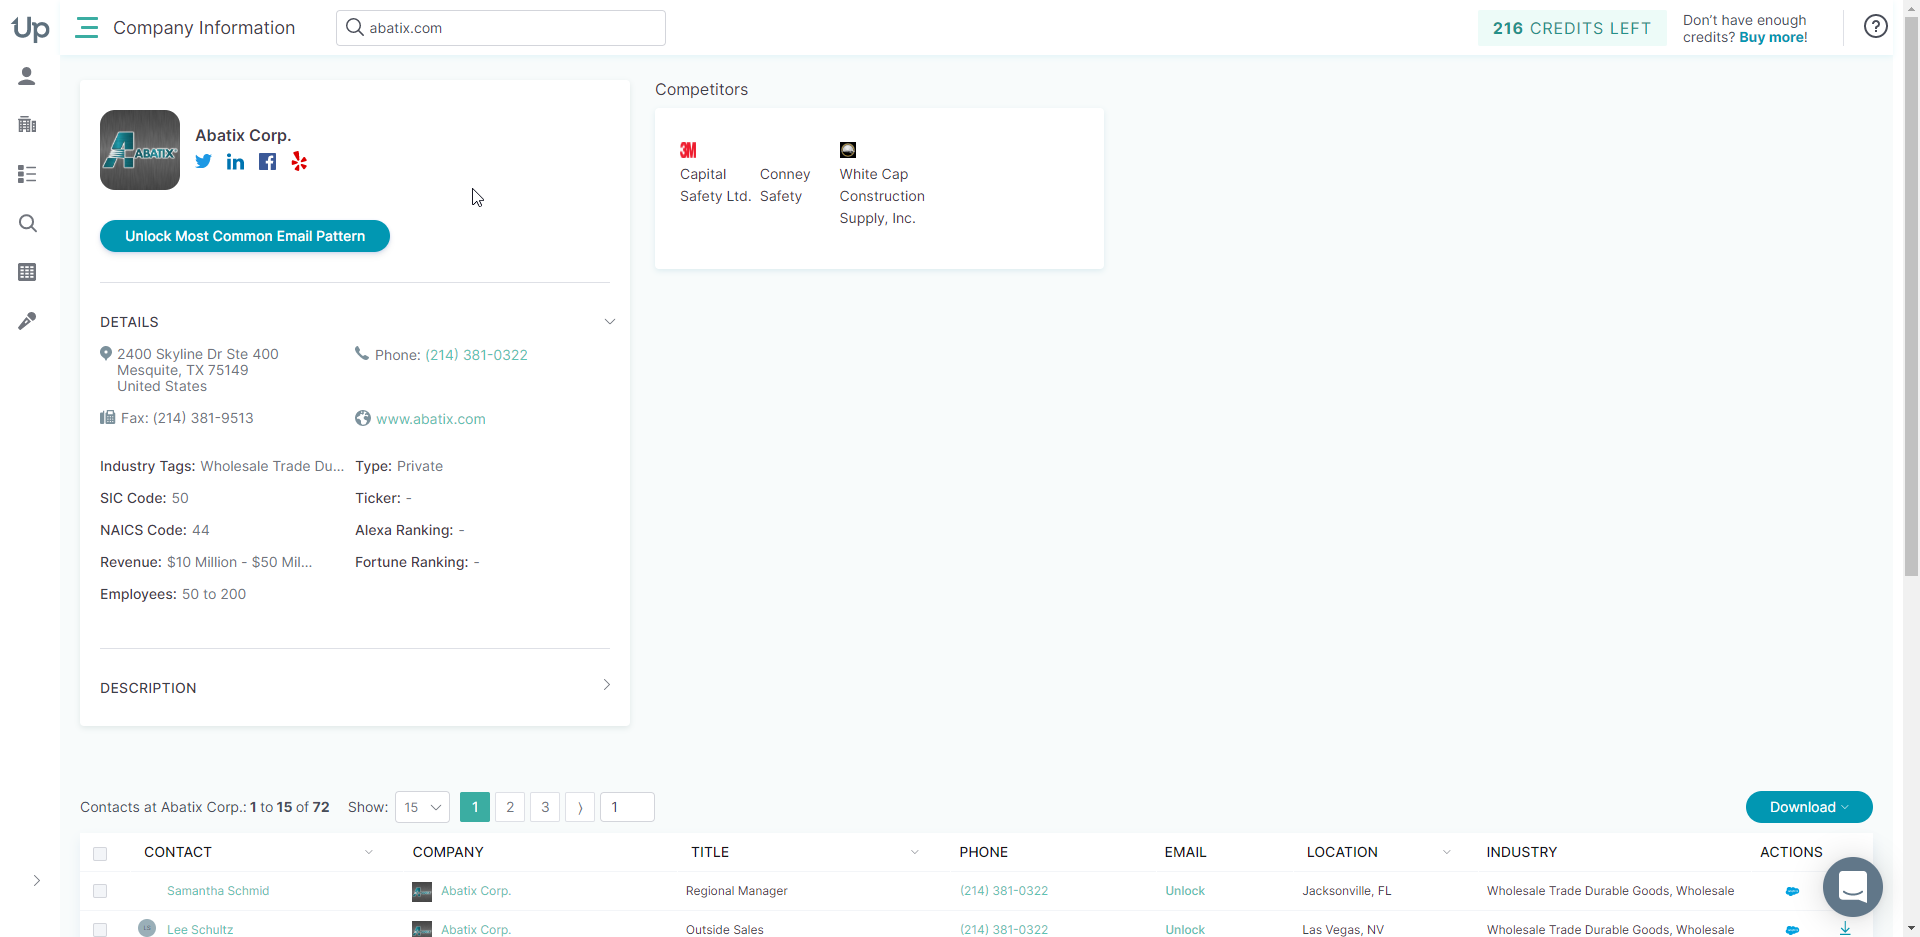 Up
Company Information
abatix.com
216 CREDITS LEFT
Don't have enough
credits? Buy more!
?
ABATIX
Abatix Corp.
Unlock Most Common Email Pattern
DETAILS
2400 Skyline Dr Ste 400
Mesquite, TX 75149
United States
Phone: (214) 381-0322
Fax: (214) 381-9513
www.abatix.com
Industry Tags: Wholesale Trade Du...
Type: Private
SIC Code: 50
Ticker: -
NAICS Code: 44
Alexa Ranking: -
Revenue: $10 Million - $50 Mil...
Fortune Ranking: -
Employees: 50 to 200
DESCRIPTION
Competitors
3M
Capital
Safety Ltd.
Conney
Safety
White Cap
Construction
Supply, Inc.
Contacts at Abatix Corp.: 1 to 15 of 72 Show: 15 1 2 3 ⟩ 1
Download
CONTACT COMPANY TITLE PHONE EMAIL LOCATION INDUSTRY ACTIONS
Samantha Schmid Abatix Corp. Regional Manager (214) 381-0322 Unlock Jacksonville, FL Wholesale Trade Durable Goods, Wholesale
LS Lee Schultz Abatix Corp. Outside Sales (214) 381-0322 Unlock Las Vegas, NV Wholesale Trade Durable Goods, Wholesale